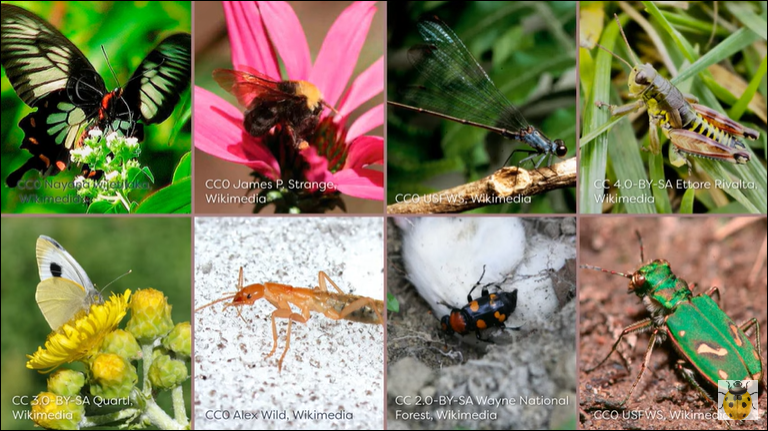 CC0
Wikimedia
CC0 James P. Strange,
Wikimedia
CC0 USFWS, Wikimedia
CC 4.0-BY-SA Ettore Rivalta,
Wikimedia
CC 3.0-BY-SA Quartl,
Wikimedia
CC0 Alex Wild, Wikimedia
CC 2.0-BY-SA Wayne National
Forest, Wikimedia
CC0 USFWS, Wikimedia